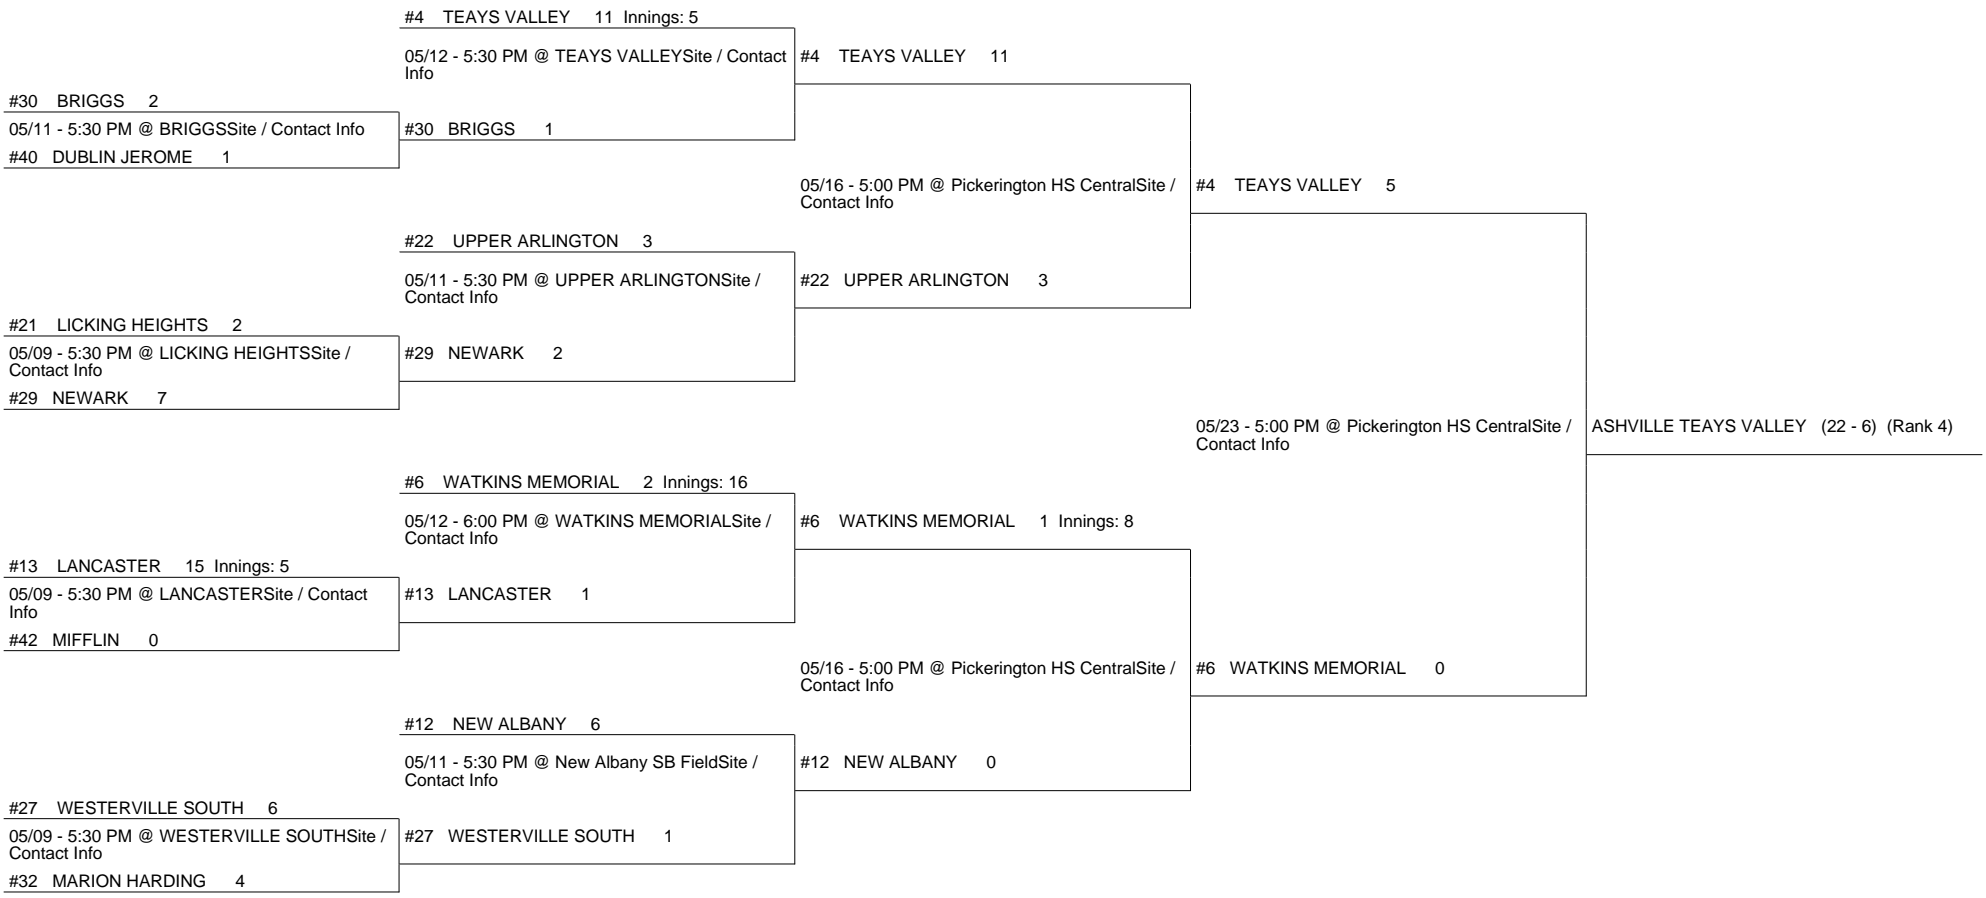 #30 BRIGGS 2
05/11 - 5:30 PM @ BRIGGSSite / Contact Info
#40 DUBLIN JEROME 1
#21 LICKING HEIGHTS 2
05/09 - 5:30 PM @ LICKING HEIGHTSSite /
Contact Info
#29 NEWARK 7
#13 LANCASTER 15 Innings: 5
05/09 - 5:30 PM @ LANCASTERSite / Contact
Info
#42 MIFFLIN 0
#27 WESTERVILLE SOUTH 6
05/09 - 5:30 PM @ WESTERVILLE SOUTHSite /
Contact Info
#32 MARION HARDING 4
#4 TEAYS VALLEY 11 Innings: 5
05/12 - 5:30 PM @ TEAYS VALLEYSite / Contact
Info
#30 BRIGGS 1
#22 UPPER ARLINGTON 3
05/11 - 5:30 PM @ UPPER ARLINGTONSite /
Contact Info
#29 NEWARK 2
#6 WATKINS MEMORIAL 2 Innings: 16
05/12 - 6:00 PM @ WATKINS MEMORIALSite /
Contact Info
#13 LANCASTER 1
#12 NEW ALBANY 6
05/11 - 5:30 PM @ New Albany SB FieldSite /
Contact Info
#27 WESTERVILLE SOUTH 1
#4 TEAYS VALLEY 11
05/16 - 5:00 PM @ Pickerington HS CentralSite /
Contact Info
#22 UPPER ARLINGTON 3
#6 WATKINS MEMORIAL 1 Innings: 8
05/16 - 5:00 PM @ Pickerington HS CentralSite /
Contact Info
#12 NEW ALBANY 0
#4 TEAYS VALLEY 5
05/23 - 5:00 PM @ Pickerington HS CentralSite /
Contact Info
#6 WATKINS MEMORIAL 0
ASHVILLE TEAYS VALLEY (22 - 6) (Rank 4)